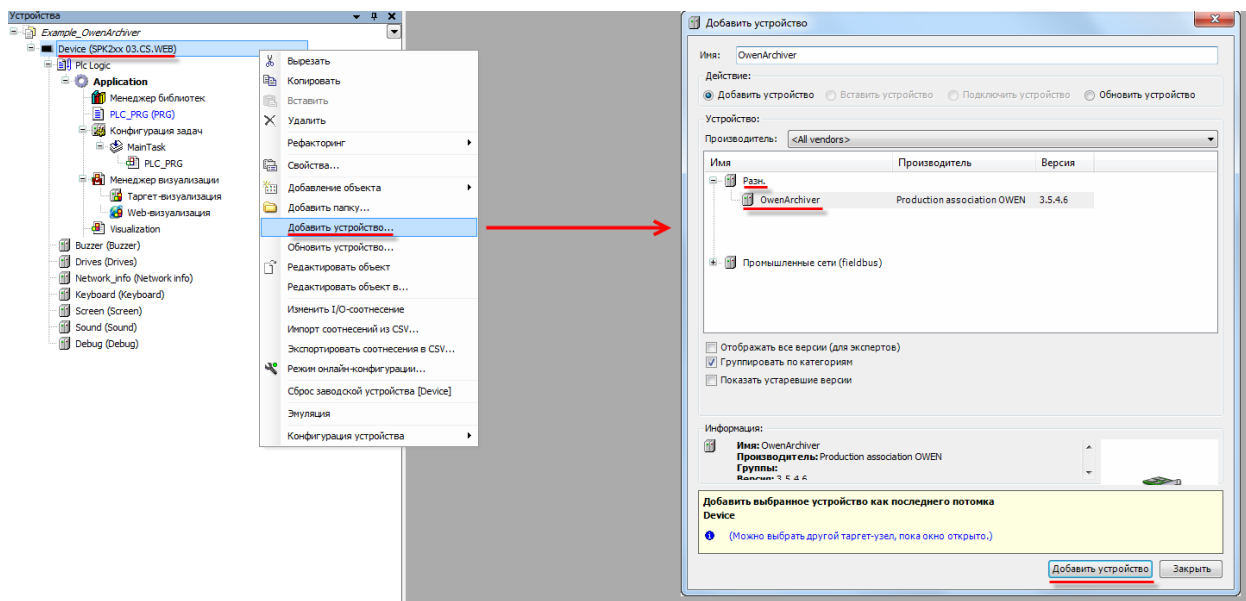 Устройства
Example_OwenArchiver
Device (SPK2xx 03.CS.WEB)
Plc Logic
Application
Менеджер библиотек
PLC_PRG (PRG)
Конфигурация задач
MainTask
PLC_PRG
Менеджер визуализации
Таргет-визуализация
Web-визуализация
Visualization
Buzzer (Buzzer)
Drives (Drives)
Network_info (Network info)
Keyboard (Keyboard)
Screen (Screen)
Sound (Sound)
Debug (Debug)
Вырезать
Копировать
Вставить
Удалить
Рефакторинг
Свойства...
Добавление объекта
Добавить папку...
Добавить устройство...
Обновить устройство...
Редактировать объект
Редактировать объект в...
Изменить I/O-соотнесение
Импорт соотнесений из CSV...
Экспортировать соотнесения в CSV...
Режим онлайн-конфигурации...
Сброс заводской устройства [Device]
Эмуляция
Конфигурация устройства
Добавить устройство
Имя: OwenArchiver
Действие:
Добавить устройство Вставить устройство Подключить устройство Обновить устройство
Устройство:
Производитель: <All vendors>
Имя Производитель Версия
Разн.
OwenArchiver Production association OWEN 3.5.4.6
Промышленные сети (fieldbus)
Отображать все версии (для экспертов)
Группировать по категориям
Показать устаревшие версии
Информация:
Имя: OwenArchiver
Производитель: Production association OWEN
Группы:
Версия: 3.5.4.6
Добавить выбранное устройство как последнего потомка
Device
(Можно выбрать другой таргет-узел, пока окно открыто.)
Добавить устройство Закрыть